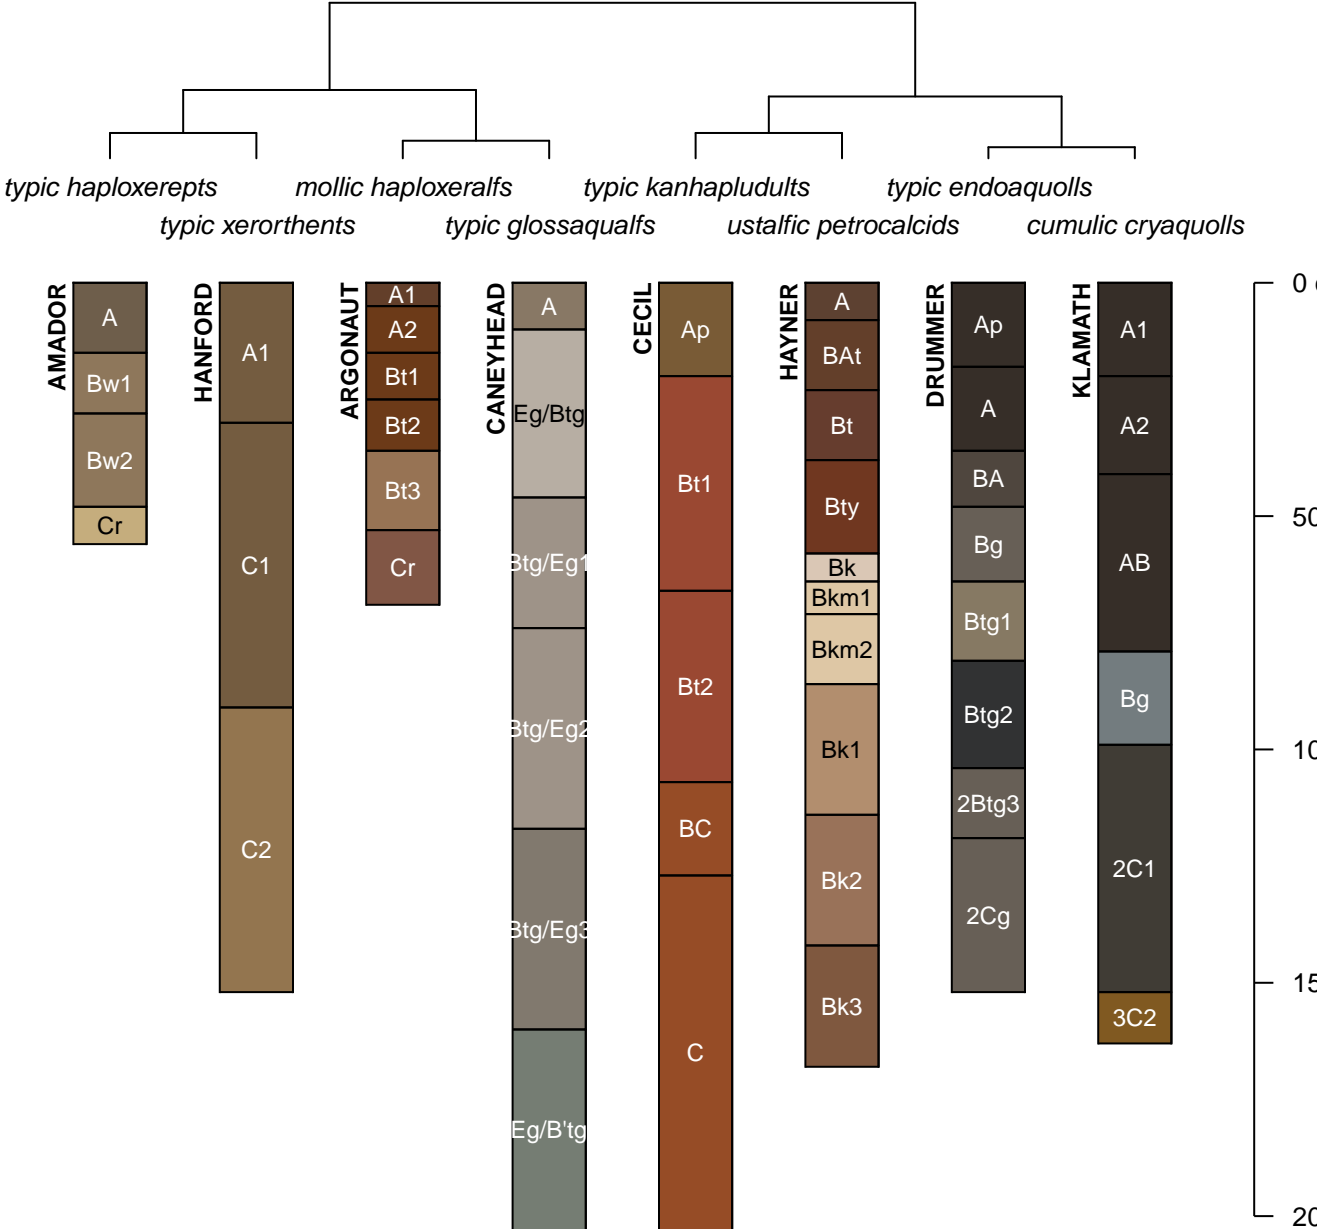 typic haploxerepts
mollic haploxeralfs
typic kanhapludults
typic endoaquolls
typic xerorthents
typic glossaqualfs
ustalfic petrocalcids
cumulic cryaquolls
AMADOR
A
Bw1
Bw2
Cr
HANFORD
A1
C1
C2
ARGONAUT
A1
A2
Bt1
Bt2
Bt3
Cr
CANEYHEAD
A
Eg/Btg
Btg/Eg1
Btg/Eg2
Btg/Eg3
Eg/B'tg
CECIL
Ap
Bt1
Bt2
BC
C
HAYNER
A
BAt
Bt
Bty
Bk
Bkm1
Bkm2
Bk1
Bk2
Bk3
DRUMMER
Ap
A
BA
Bg
Btg1
Btg2
2Btg3
2Cg
KLAMATH
A1
A2
AB
Bg
2C1
3C2
0
50